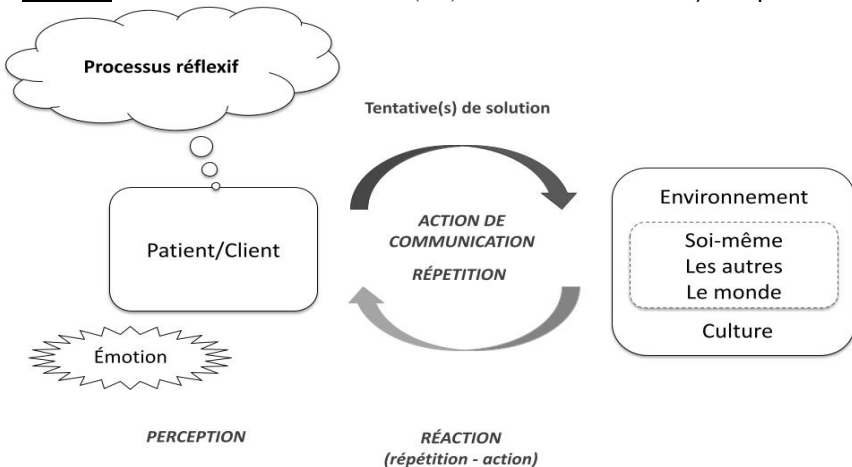 Processus réflexif
Tentative(s) de solution
Patient/Client
ACTION DE
COMMUNICATION
RÉPETITION
Environnement
Soi-même
Les autres
Le monde
Culture
Émotion
PERCEPTION
RÉACTION
(répétition - action)